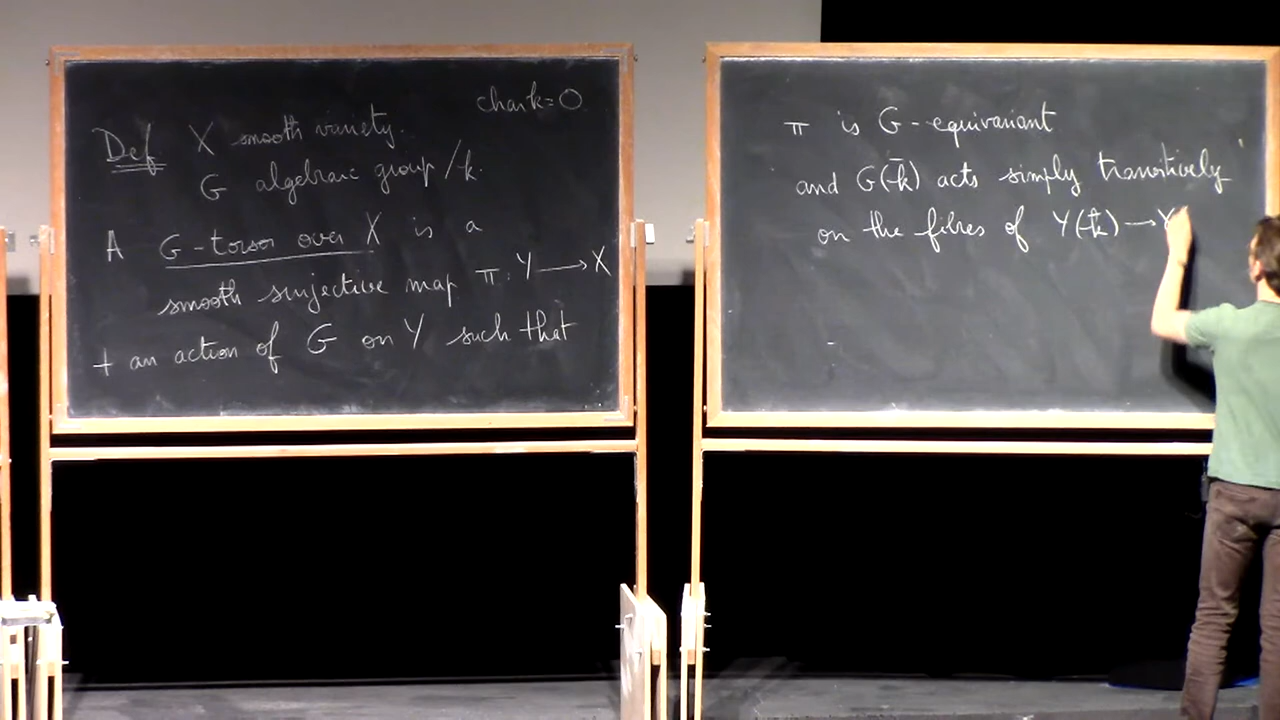 char k = 0
Def X smooth variety.
G algebraic group / k.
A G-torsor over X is a
smooth surjective map π : Y ⟶ X
+ an action of G on Y such that
π is G-equivariant
and G(k̄) acts simply transitively
on the fibres of Y(k̄) ⟶